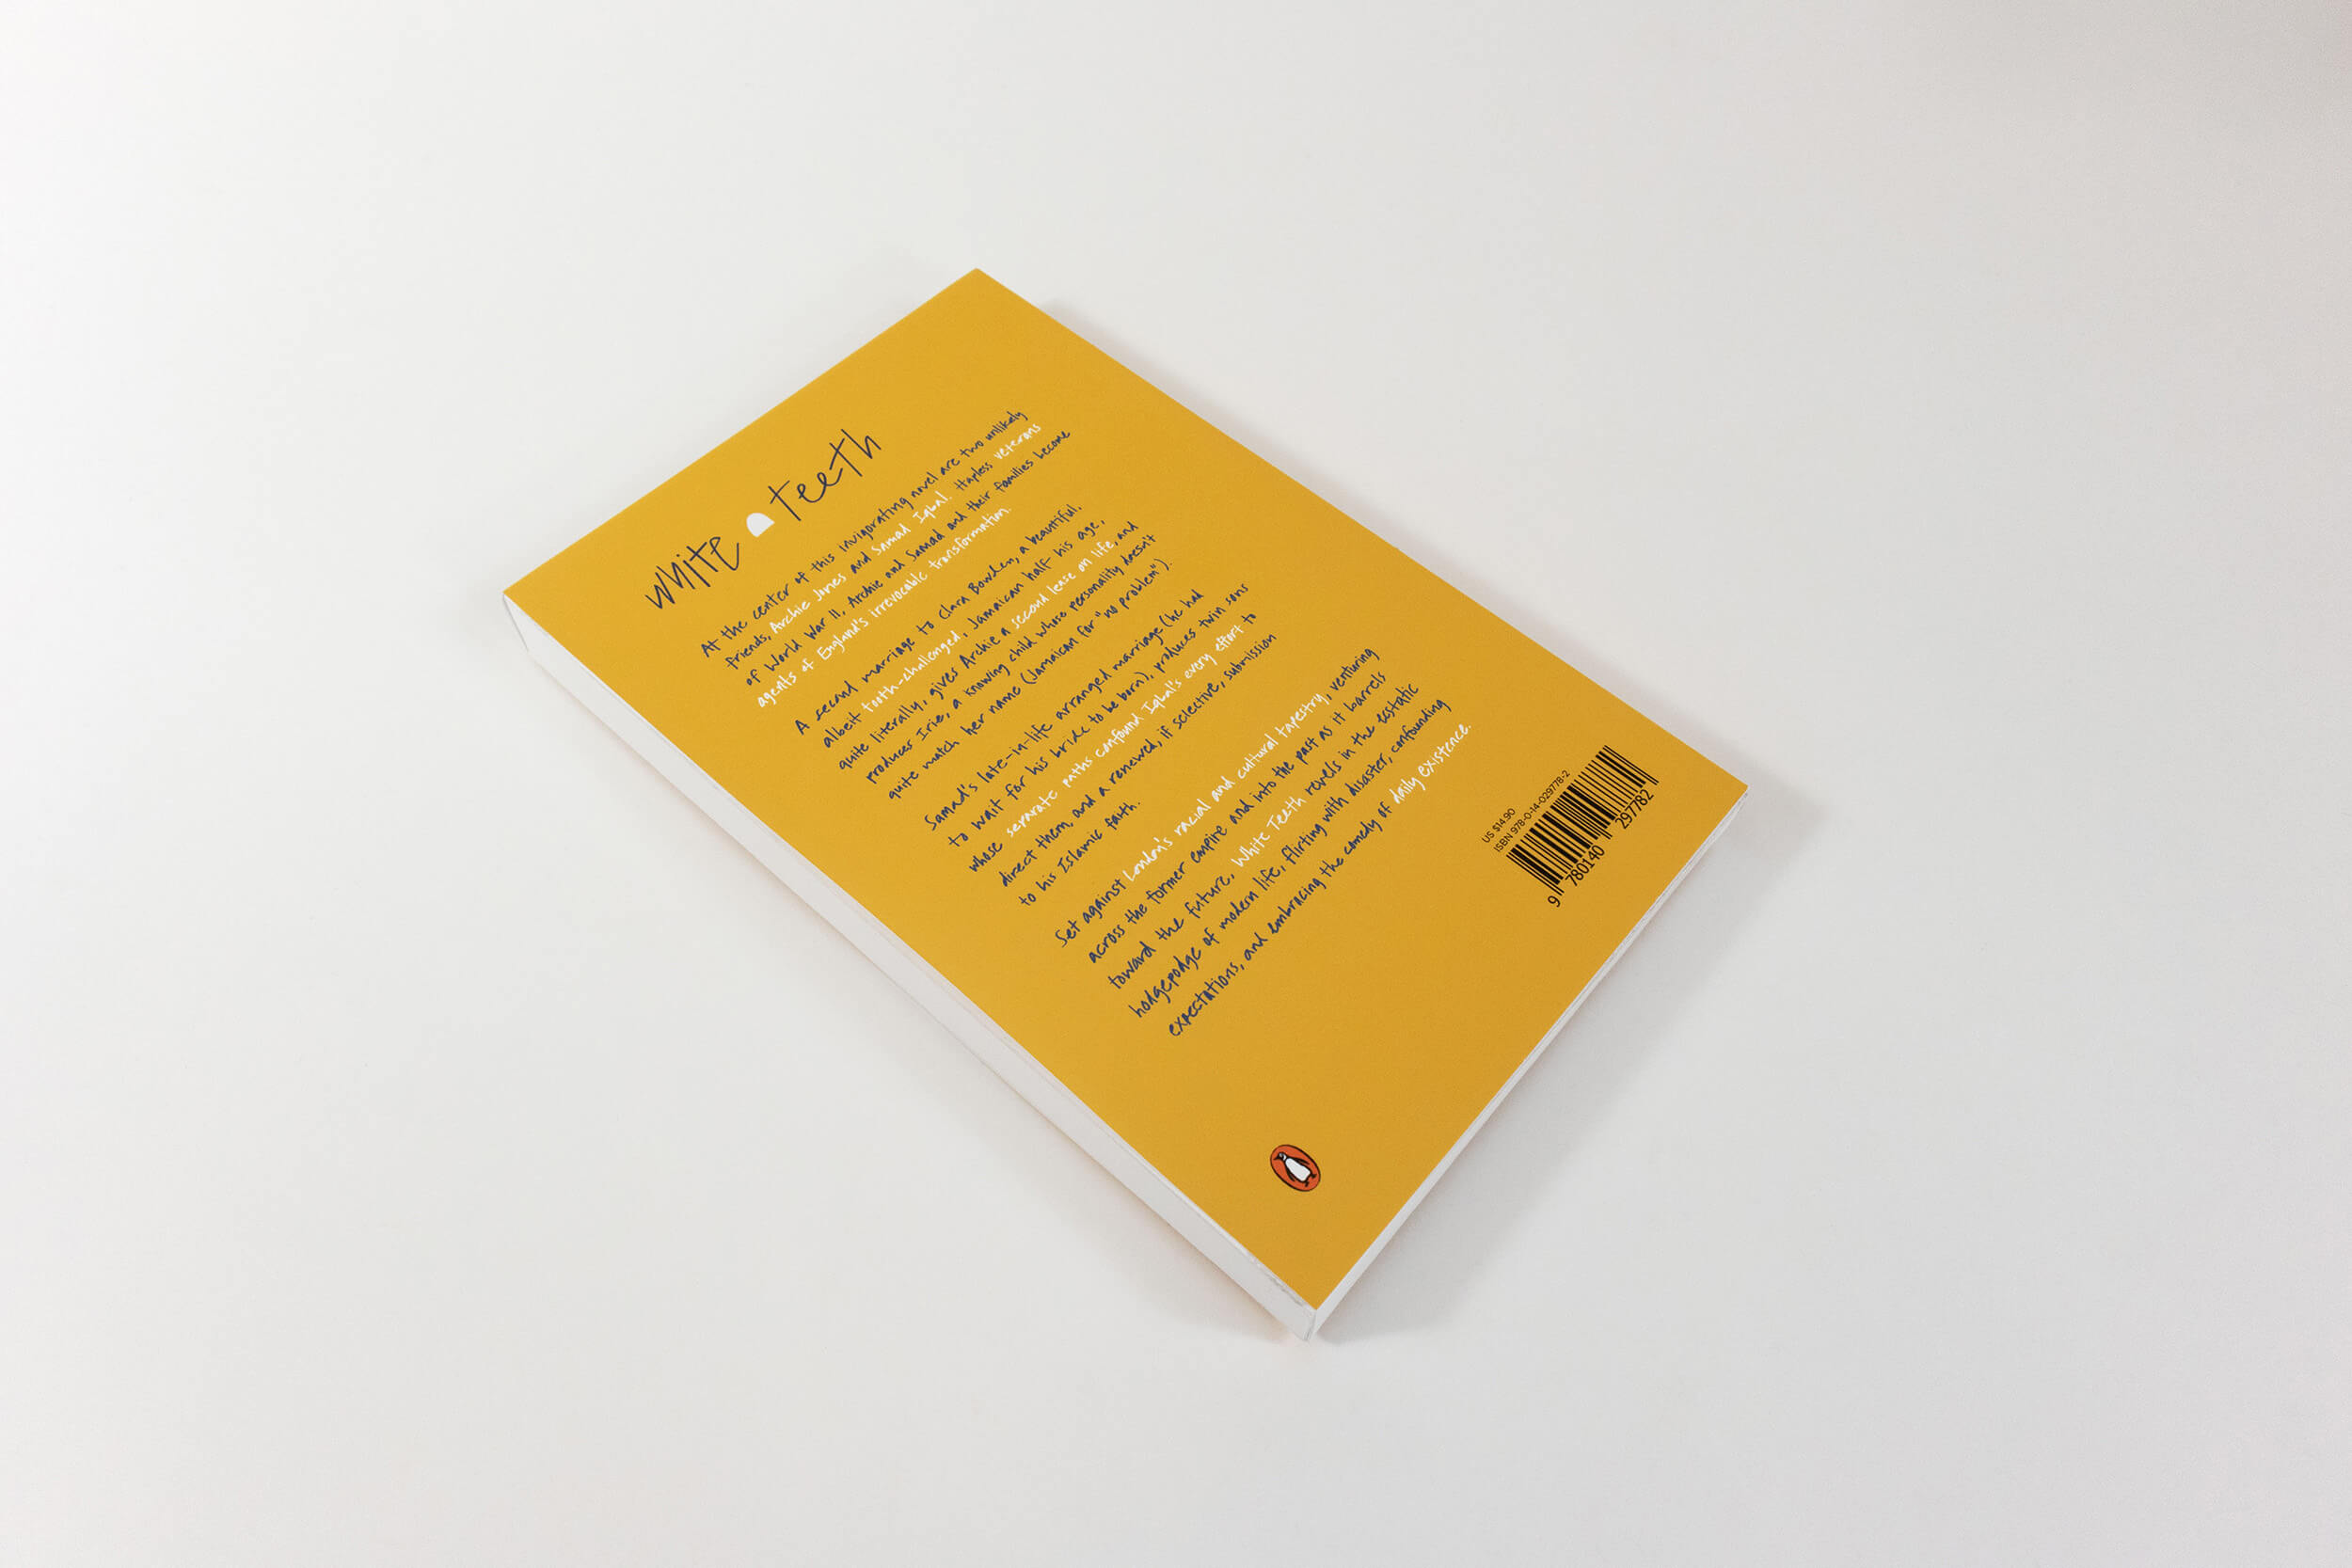 white teeth
At the center of this invigorating novel are two unlikely
friends, Archie Jones and Samad Iqbal. Hapless veterans
of World War II, Archie and Samad and their families become
agents of England's irrevocable transformation.
A second marriage to Clara Bowden, a beautiful,
albeit tooth-challenged, Jamaican half his age,
quite literally, gives Archie a second lease on life, and
produces Irie, a knowing child whose personality doesn't
quite match her name (Jamaican for "no problem").
Samad's late-in-life arranged marriage (he had
to wait for his bride to be born), produces twin sons
whose separate paths confound Iqbal's every effort to
direct them, and a renewed, if selective, submission
to his Islamic faith.
Set against London's racial and cultural tapestry, venturing
across the former empire and into the past as it barrels
toward the future, White Teeth revels in the ecstatic
hodgepodge of modern life, flirting with disaster, confounding
expectations, and embracing the comedy of daily existence.
US $14.90
ISBN 978-0-14-029778-2
9 780140 297782